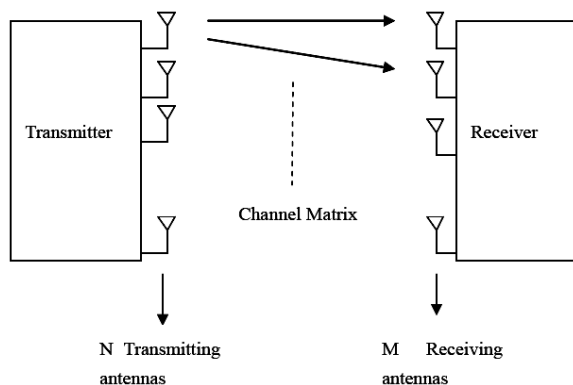 Transmitter
Receiver
Channel Matrix
N Transmitting
antennas
M Receiving
antennas